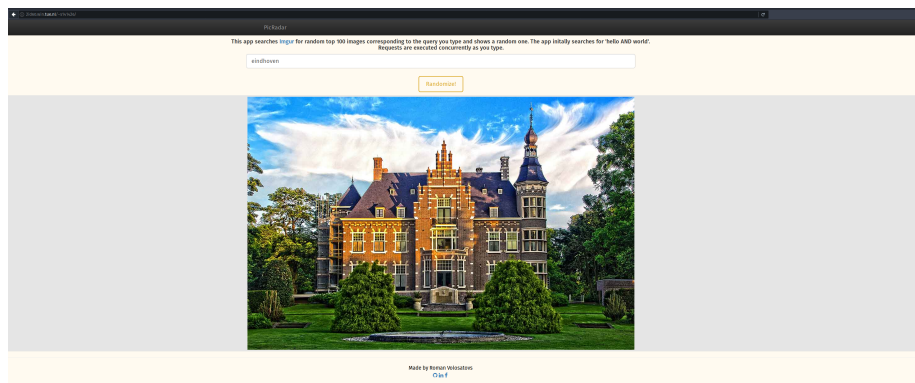 PicRadar
This app searches Imgur for random top 100 images corresponding to the query you type and shows a random one. The app initally searches for 'hello AND world'.
Requests are executed concurrently as you type.
eindhoven
Randomize!
Made by Roman Volosatovs